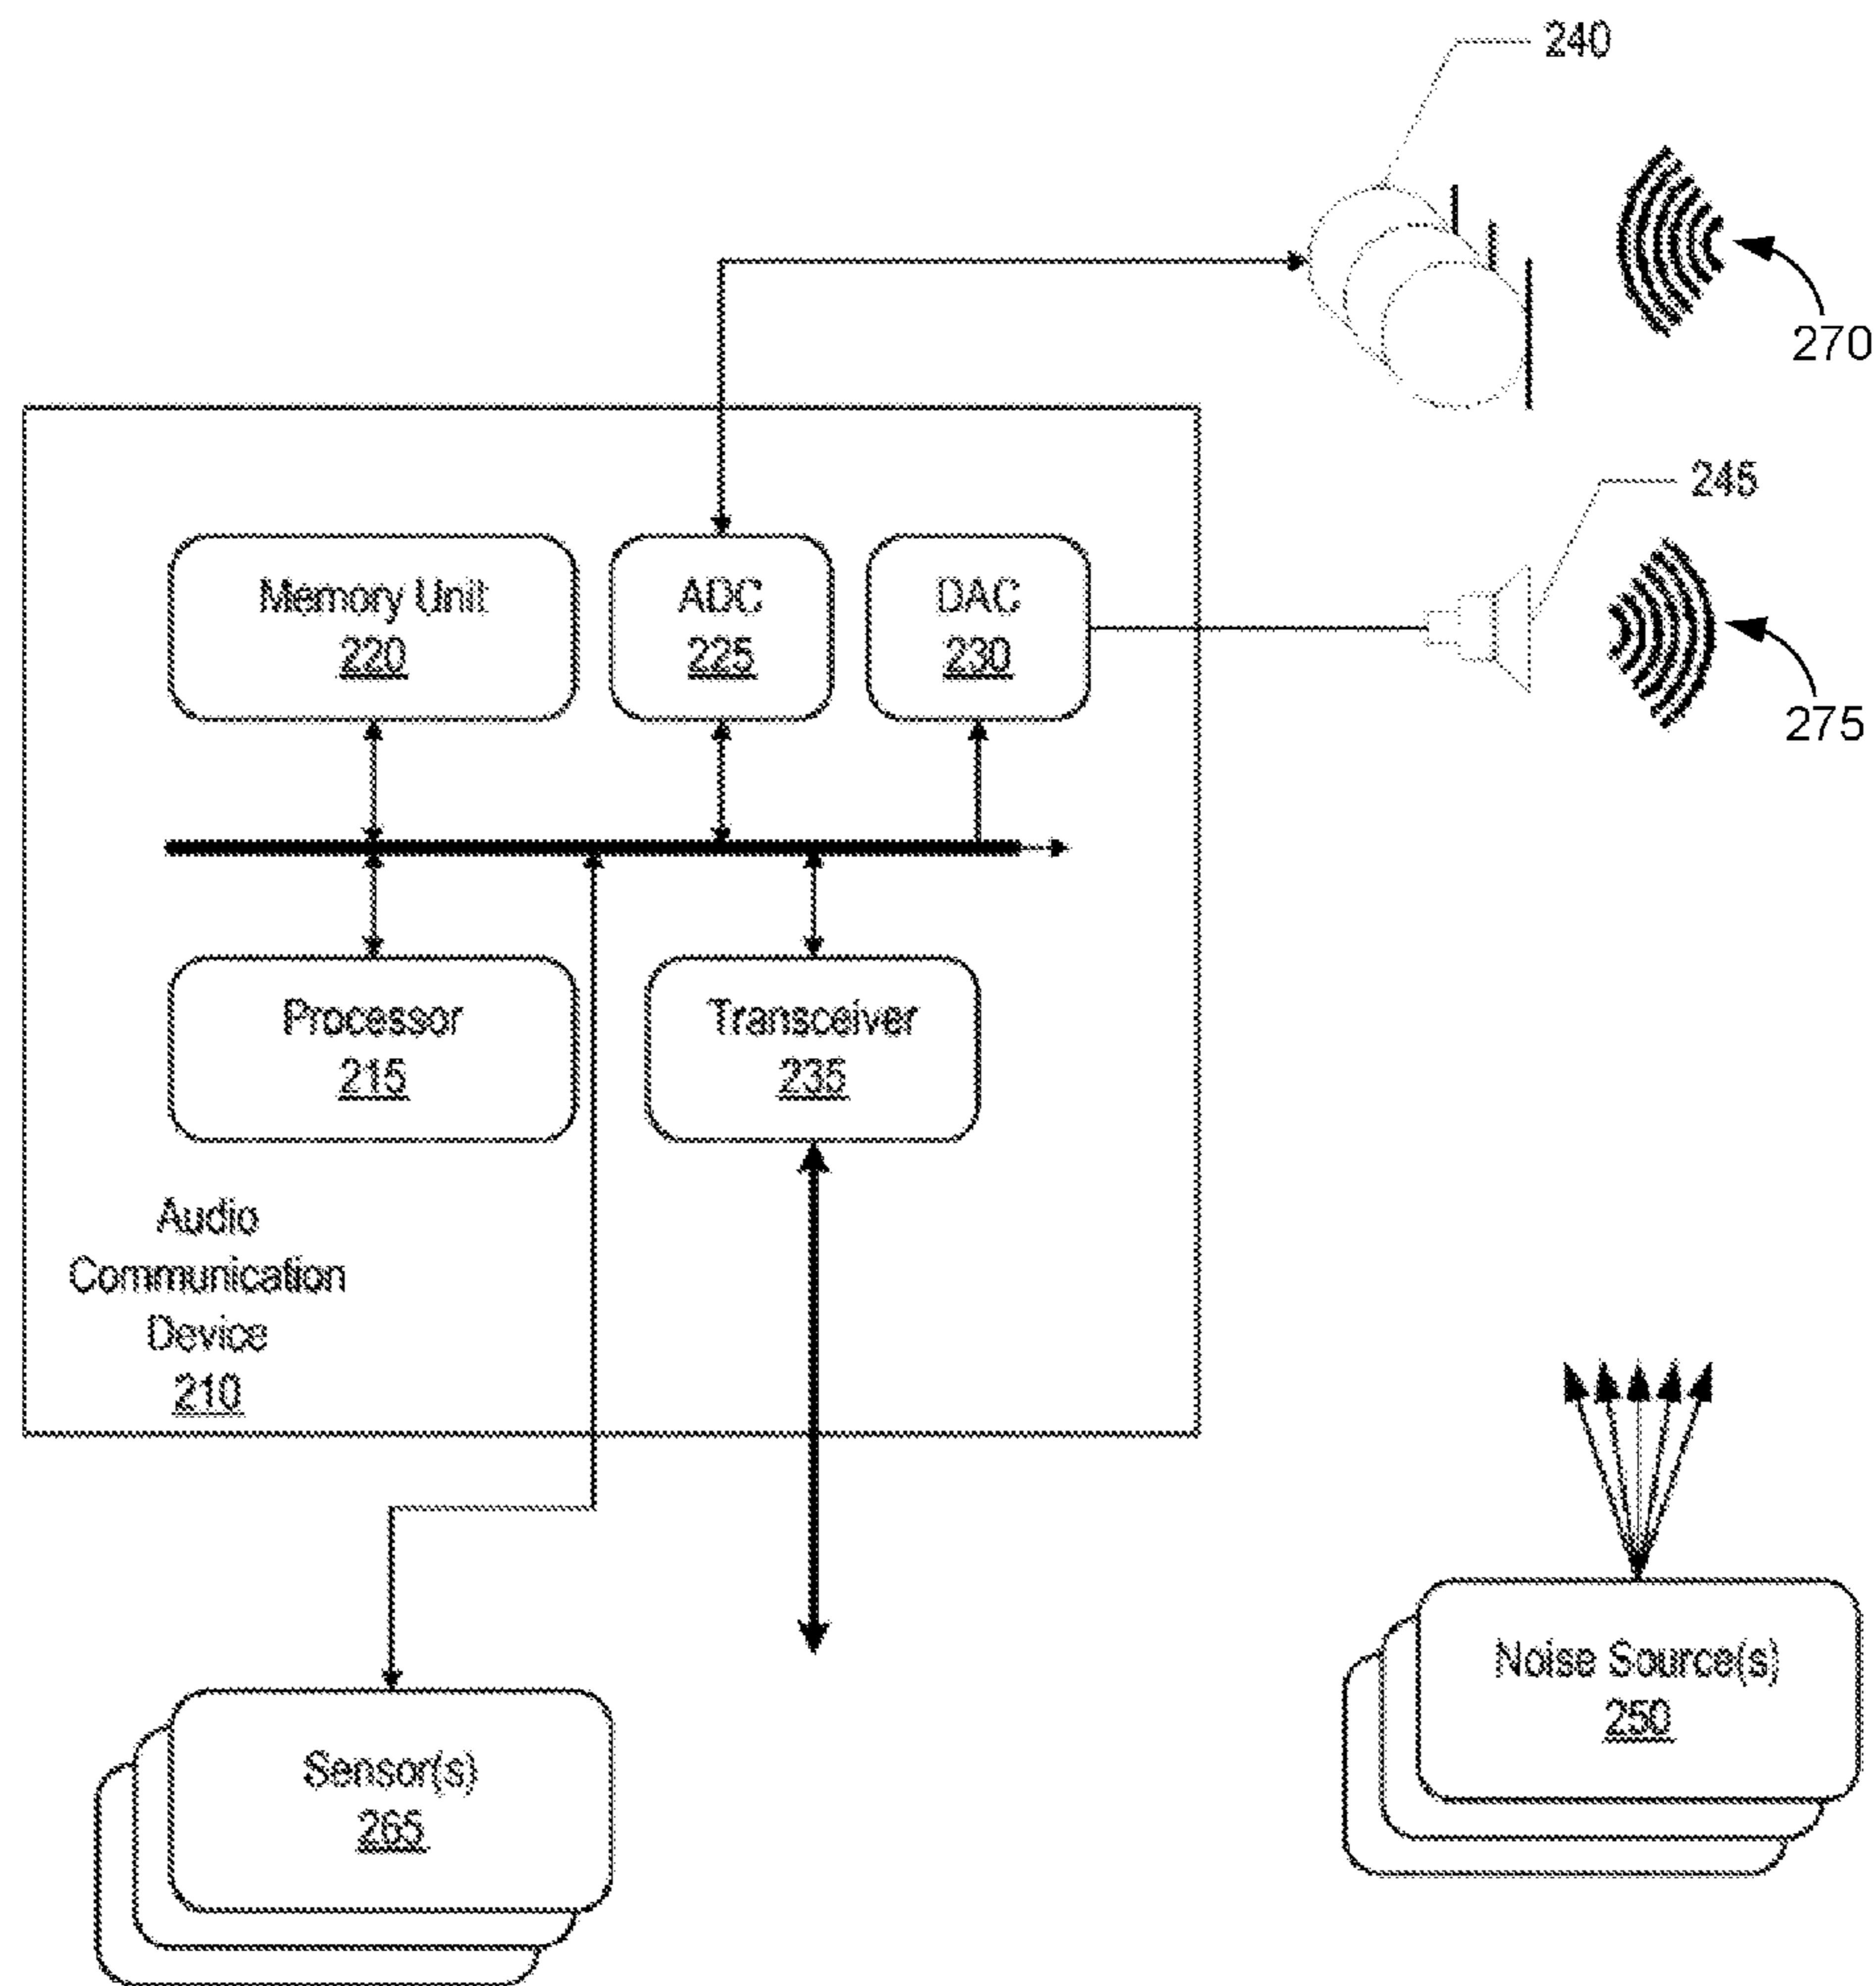 240
270
245
Memory Unit
220
ADC
225
DAC
230
275
Processor
215
Transceiver
235
Audio
Communication
Device
210
Noise Source(s)
250
Sensor(s)
265